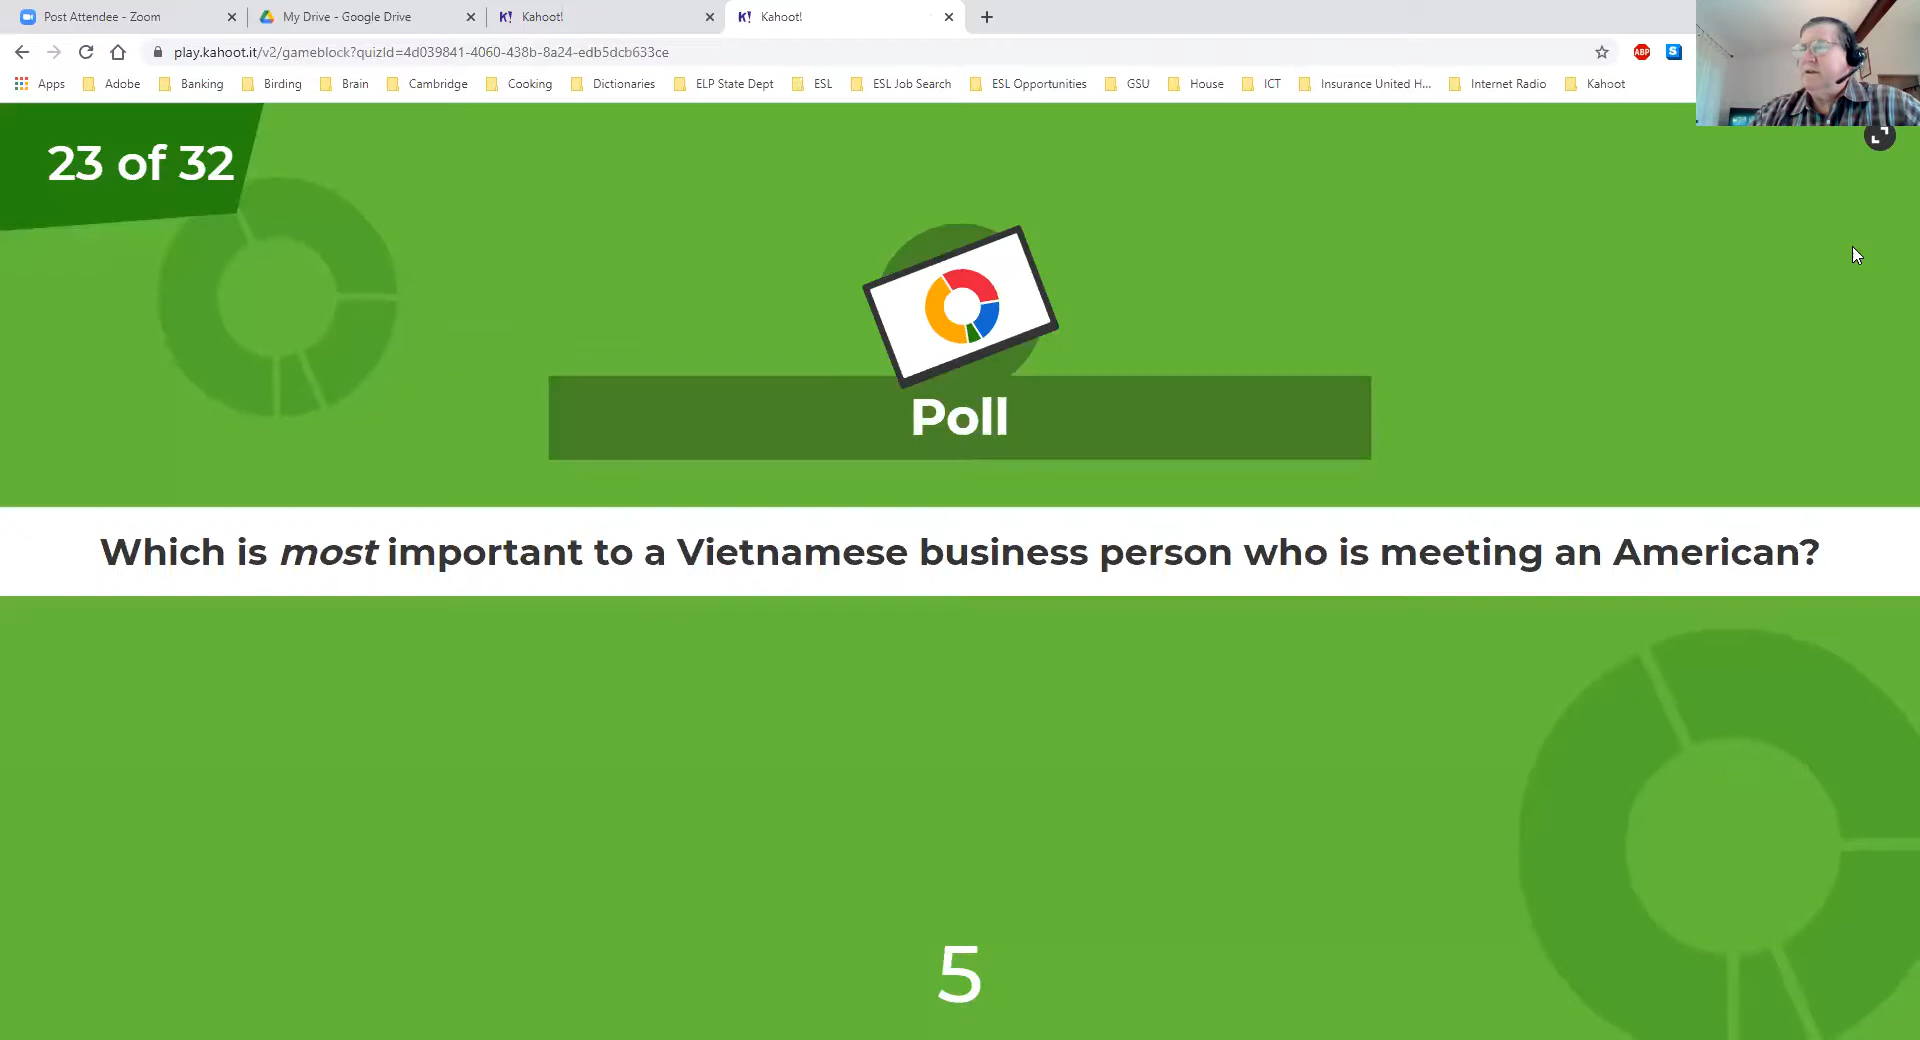 Post Attendee - Zoom
My Drive - Google Drive
K! Kahoot!
K! Kahoot!
play.kahoot.it/v2/gameblock?quizId=4d039841-4060-438b-8a24-edb5dcb633ce
ABP
S
Apps Adobe Banking Birding Brain Cambridge Cooking Dictionaries ELP State Dept ESL ESL Job Search ESL Opportunities GSU House ICT Insurance United H... Internet Radio Kahoot
23 of 32
Poll
Which is most important to a Vietnamese business person who is meeting an American?
5